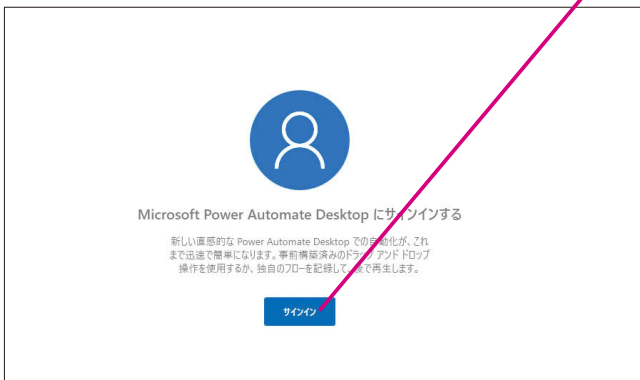 Microsoft Power Automate Desktop にサインインする
新しい直感的な Power Automate Desktop での自動化が、これ
まで迅速で簡単になります。事前構築済みのドラッグ アンド ドロップ
操作を使用するか、独自のフローを記録して、後で再生します。
サインイン